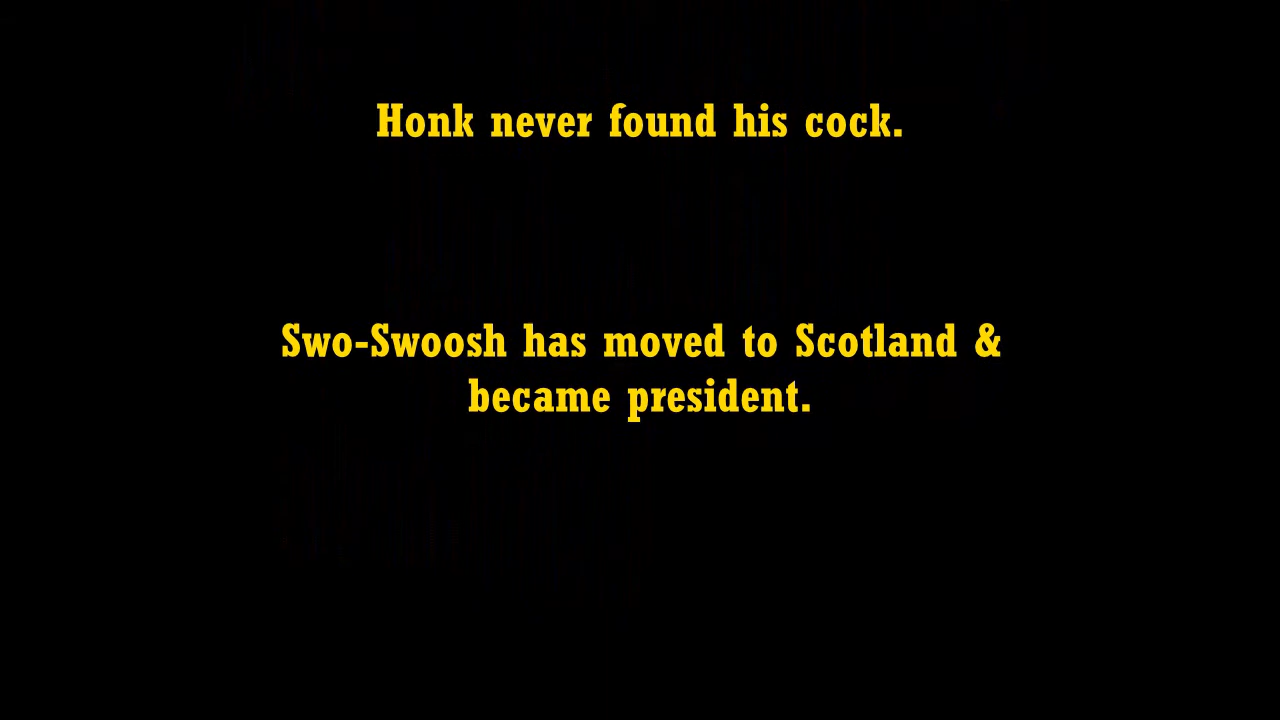 Honk never found his cock.
Swo-Swoosh has moved to Scotland &
became president.